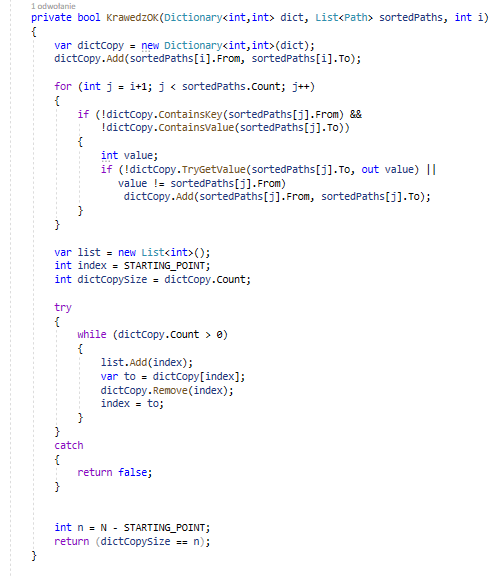 1 odwołanie
private bool KrawedzOK(Dictionary<int,int> dict, List<Path> sortedPaths, int i)
{
    var dictCopy = new Dictionary<int,int>(dict);
    dictCopy.Add(sortedPaths[i].From, sortedPaths[i].To);

    for (int j = i+1; j < sortedPaths.Count; j++)
    {
        if (!dictCopy.ContainsKey(sortedPaths[j].From) &&
            !dictCopy.ContainsValue(sortedPaths[j].To))
        {
            int value;
            if (!dictCopy.TryGetValue(sortedPaths[j].To, out value) ||
               value != sortedPaths[j].From)
                dictCopy.Add(sortedPaths[j].From, sortedPaths[j].To);
        }
    }

    var list = new List<int>();
    int index = STARTING_POINT;
    int dictCopySize = dictCopy.Count;

    try
    {
        while (dictCopy.Count > 0)
        {
            list.Add(index);
            var to = dictCopy[index];
            dictCopy.Remove(index);
            index = to;
        }
    }
    catch
    {
        return false;
    }


    int n = N - STARTING_POINT;
    return (dictCopySize == n);
}